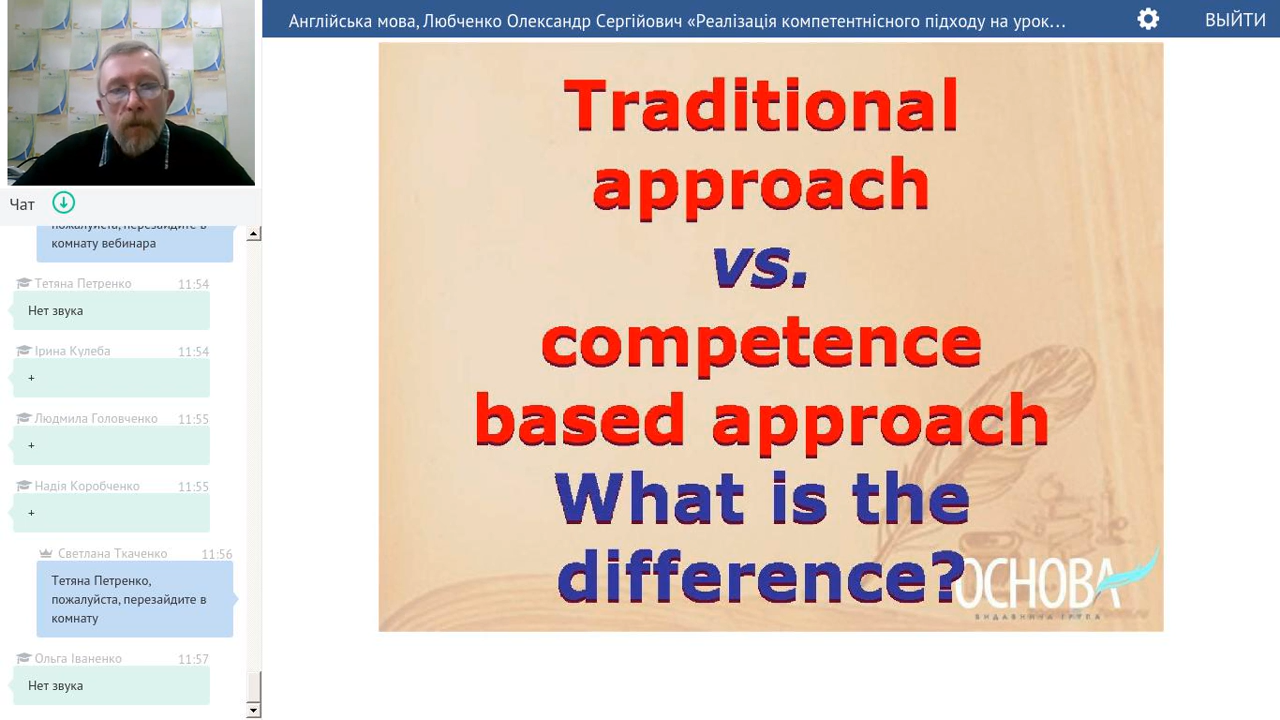 Англійська мова, Любченко Олександр Сергійович «Реалізація компетентнісного підходу на урок…
ВЫЙТИ
Чат
пожалуйста, перезайдите в
комнату вебинара
Тетяна Петренко 11:54
Нет звука
Ірина Кулеба 11:54
+
Людмила Головченко 11:55
+
Надія Коробченко 11:55
+
Светлана Ткаченко 11:56
Тетяна Петренко,
пожалуйста, перезайдите в
комнату
Ольга Іваненко 11:57
Нет звука
Traditional
approach
vs.
competence
based approach
What is the
difference?
ОСНОВА
ВИДАВНИЧА ГРУПА